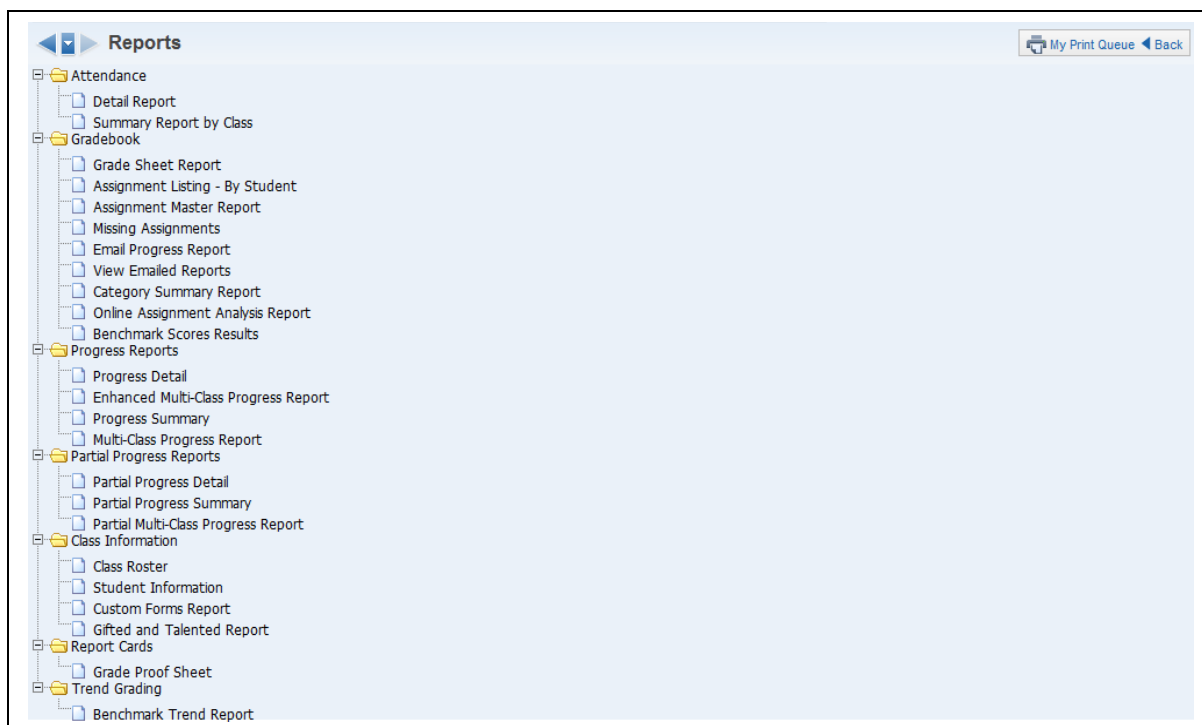 Reports
My Print Queue Back
Attendance
Detail Report
Summary Report by Class
Gradebook
Grade Sheet Report
Assignment Listing - By Student
Assignment Master Report
Missing Assignments
Email Progress Report
View Emailed Reports
Category Summary Report
Online Assignment Analysis Report
Benchmark Scores Results
Progress Reports
Progress Detail
Enhanced Multi-Class Progress Report
Progress Summary
Multi-Class Progress Report
Partial Progress Reports
Partial Progress Detail
Partial Progress Summary
Partial Multi-Class Progress Report
Class Information
Class Roster
Student Information
Custom Forms Report
Gifted and Talented Report
Report Cards
Grade Proof Sheet
Trend Grading
Benchmark Trend Report